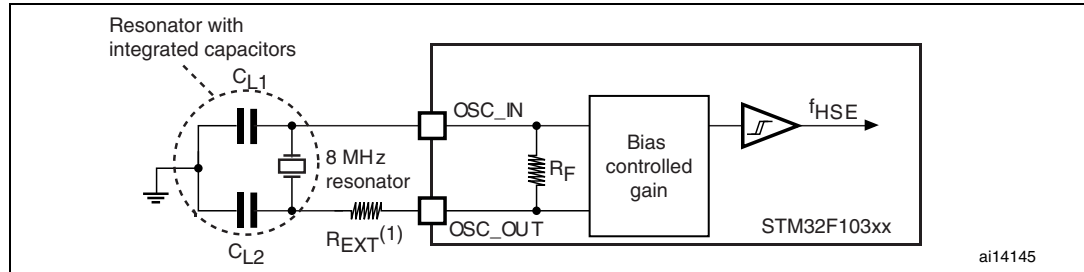 Resonator with
integrated capacitors
CL1
OSC_IN
fHSE
8 MHz
resonator
RF
Bias
controlled
gain
REXT(1)
OSC_OUT
STM32F103xx
CL2
ai14145